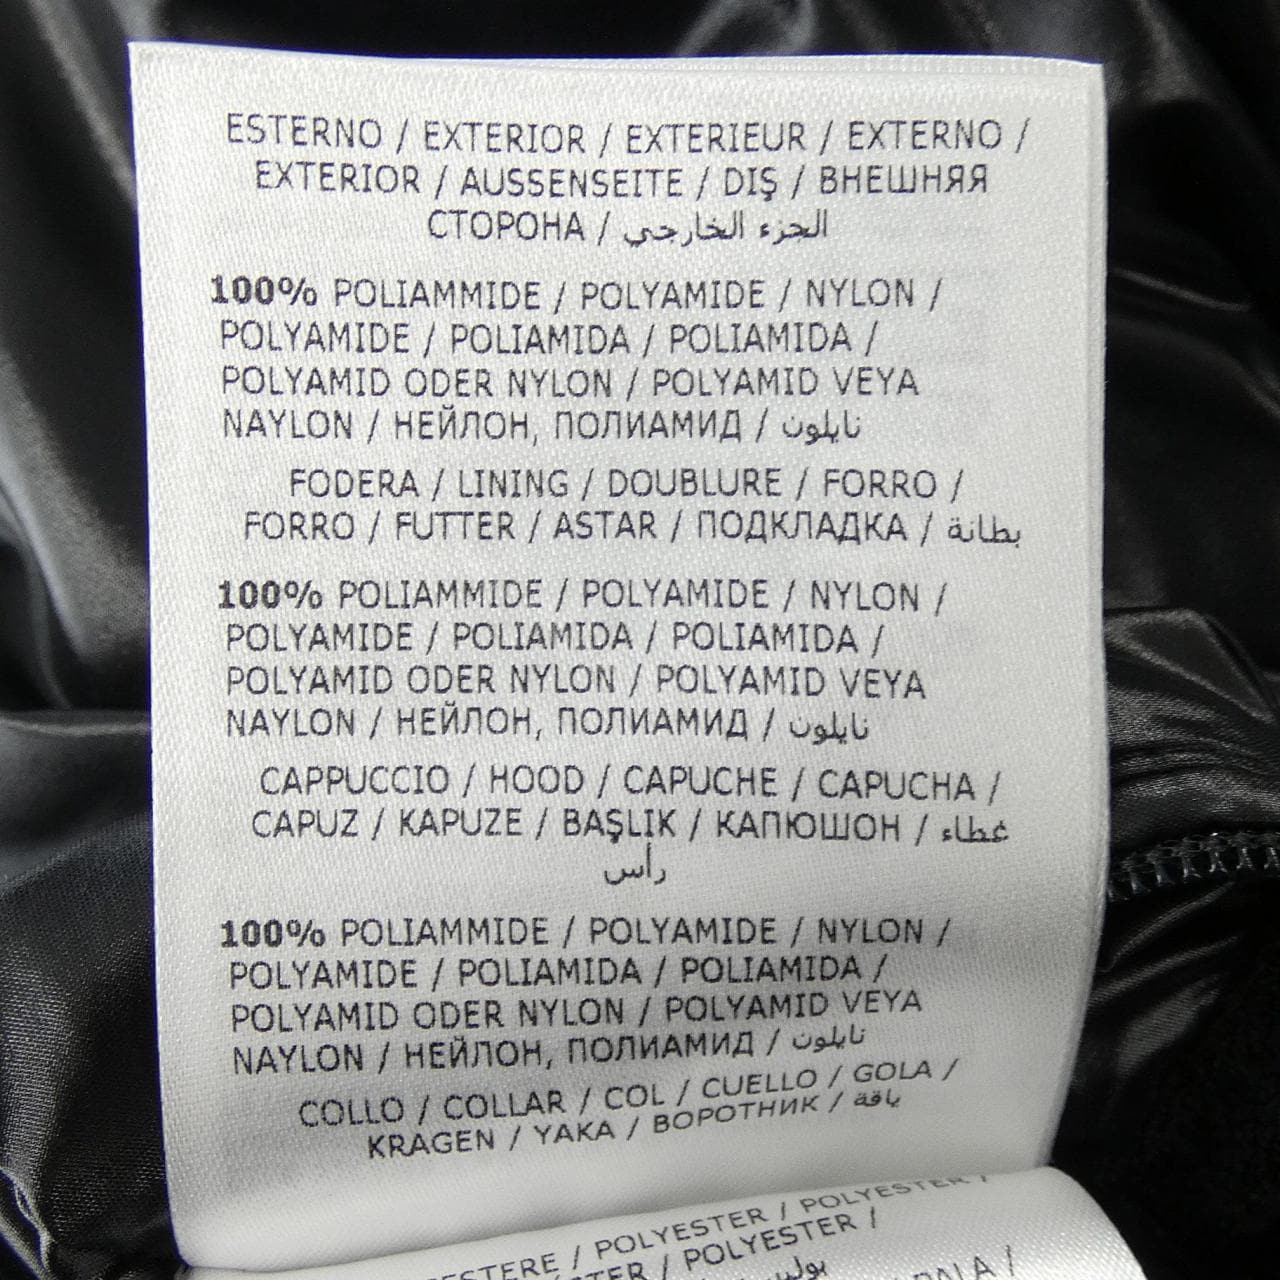 ESTERNO / EXTERIOR / EXTERIEUR / EXTERNO /
EXTERIOR / AUSSENSEITE / DIŞ / ВНЕШНЯЯ
СТОРОНА / الجزء الخارجي
100% POLIAMMIDE / POLYAMIDE / NYLON /
POLYAMIDE / POLIAMIDA / POLIAMIDA /
POLYAMID ODER NYLON / POLYAMID VEYA
NAYLON / НЕЙЛОН, ПОЛИАМИД / نايلون
FODERA / LINING / DOUBLURE / FORRO /
FORRO / FUTTER / ASTAR / ПОДКЛАДКА / بطانة
100% POLIAMMIDE / POLYAMIDE / NYLON /
POLYAMIDE / POLIAMIDA / POLIAMIDA /
POLYAMID ODER NYLON / POLYAMID VEYA
NAYLON / НЕЙЛОН, ПОЛИАМИД / نايلون
CAPPUCCIO / HOOD / CAPUCHE / CAPUCHA /
CAPUZ / KAPUZE / BAŞLIK / КАПЮШОН / غطاء
رأس
100% POLIAMMIDE / POLYAMIDE / NYLON /
POLYAMIDE / POLIAMIDA / POLIAMIDA /
POLYAMID ODER NYLON / POLYAMID VEYA
NAYLON / НЕЙЛОН, ПОЛИАМИД / نايلون
COLLO / COLLAR / COL / CUELLO / GOLA /
KRAGEN / YAKA / ВОРОТНИК / ياقة
/ POLYESTER / POLYESTER /
/ POLYESTER /